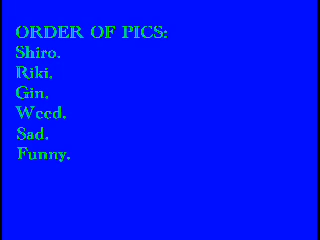 ORDER OF PICS:
Shiro.
Riki.
Gin.
Weed.
Sad.
Funny.